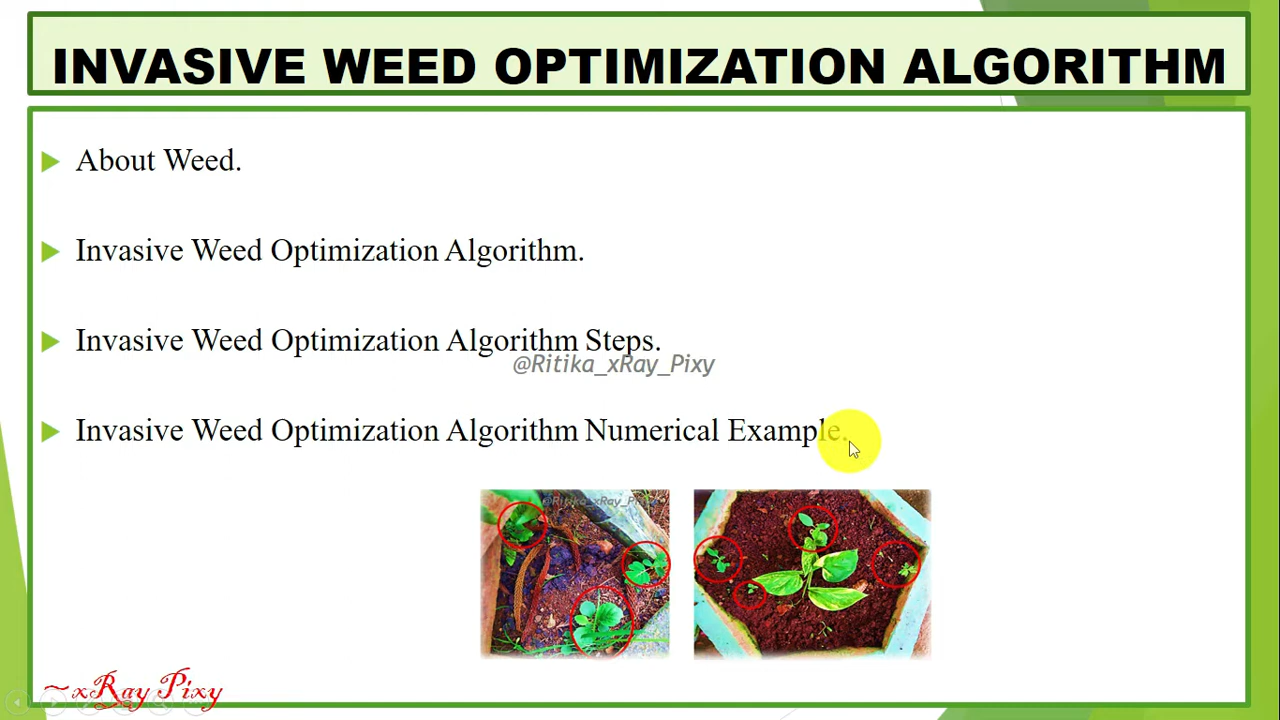 INVASIVE WEED OPTIMIZATION ALGORITHM
About Weed.
Invasive Weed Optimization Algorithm.
Invasive Weed Optimization Algorithm Steps.
@Ritika_xRay_Pixy
Invasive Weed Optimization Algorithm Numerical Example.
@Ritika_xRay_Pixy
~xRay Pixy